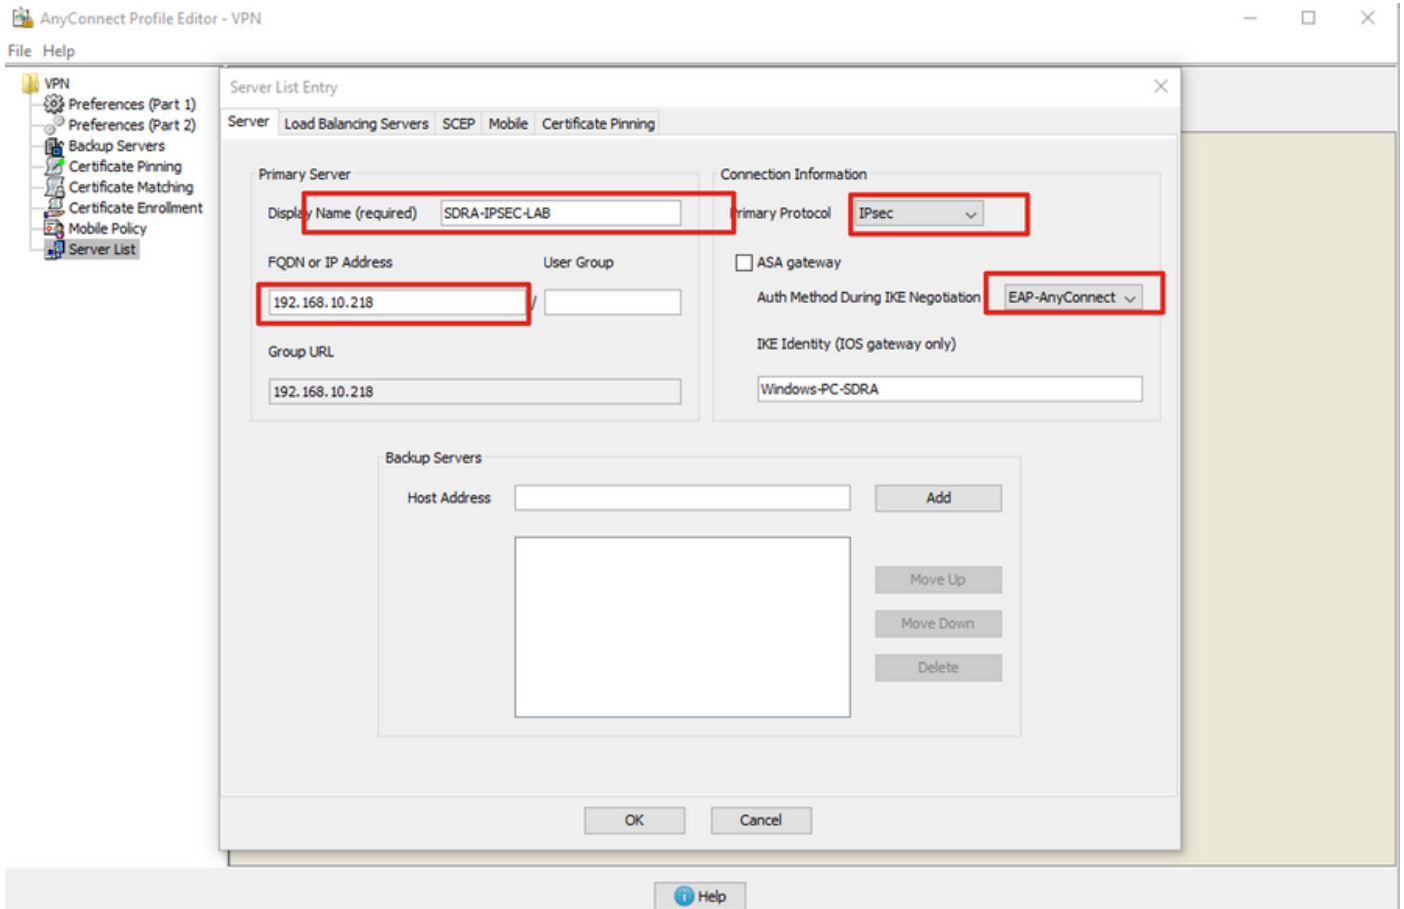 AnyConnect Profile Editor - VPN
File Help
VPN
Preferences (Part 1)
Preferences (Part 2)
Backup Servers
Certificate Pinning
Certificate Matching
Certificate Enrollment
Mobile Policy
Server List
Server List Entry
Server Load Balancing Servers SCEP Mobile Certificate Pinning
Primary Server
Display Name (required) SDRA-IPSEC-LAB
FQDN or IP Address User Group
192.168.10.218 /
Group URL
192.168.10.218
Connection Information
Primary Protocol IPsec
ASA gateway
Auth Method During IKE Negotiation EAP-AnyConnect
IKE Identity (IOS gateway only)
Windows-PC-SDRA
Backup Servers
Host Address Add
Move Up
Move Down
Delete
OK Cancel
Help